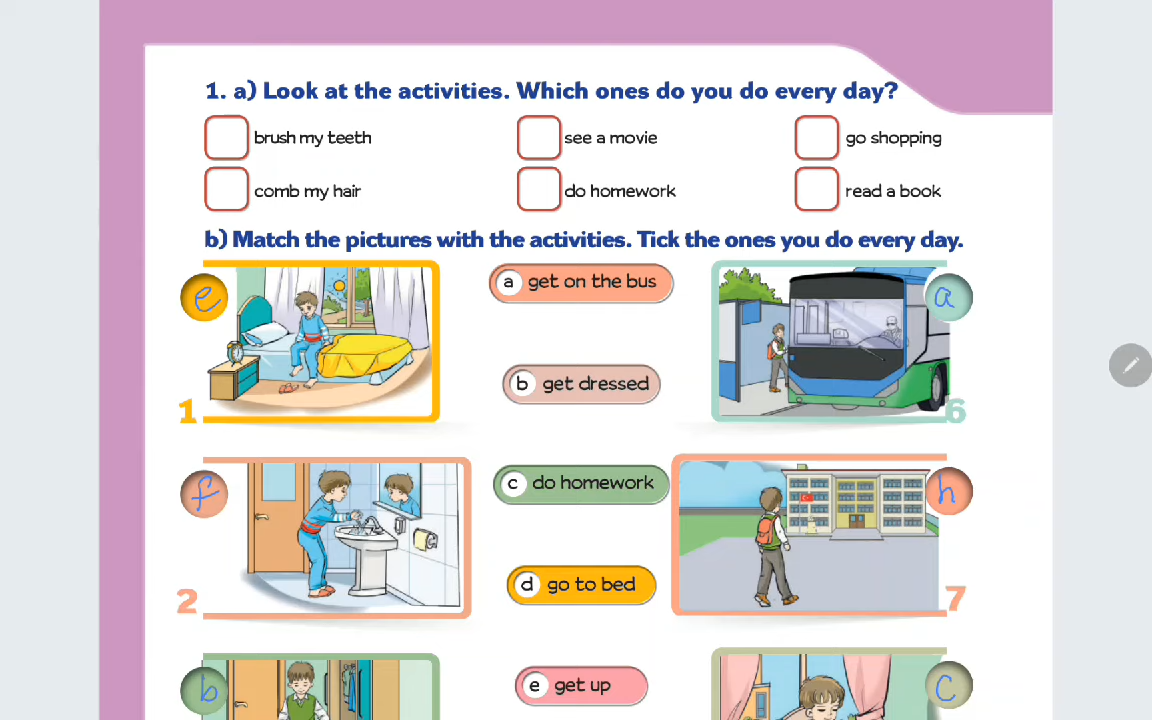 1. a) Look at the activities. Which ones do you do every day?
brush my teeth
see a movie
go shopping
comb my hair
do homework
read a book
b) Match the pictures with the activities. Tick the ones you do every day.
e
a get on the bus
a
b get dressed
1
6
f
c do homework
h
d go to bed
2
7
b
e get up
c